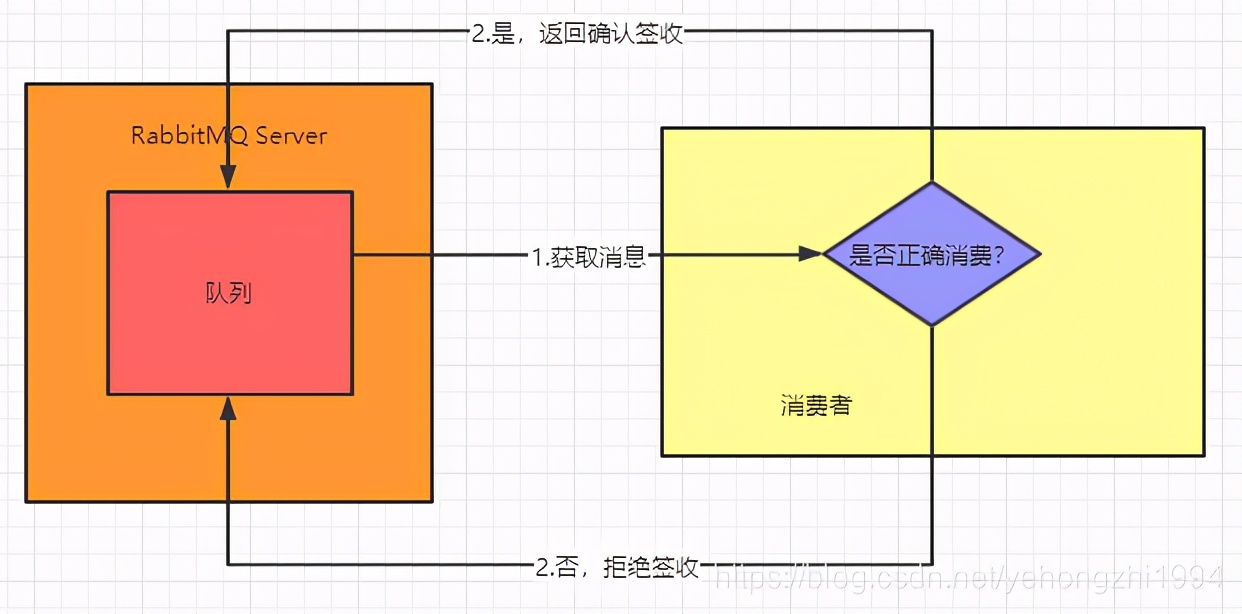 2.是，返回确认签收
RabbitMQ Server
1.获取消息
是否正确消费？
队列
消费者
2.否，拒绝签收
https://blog.csdn.net/yehongzhi1994